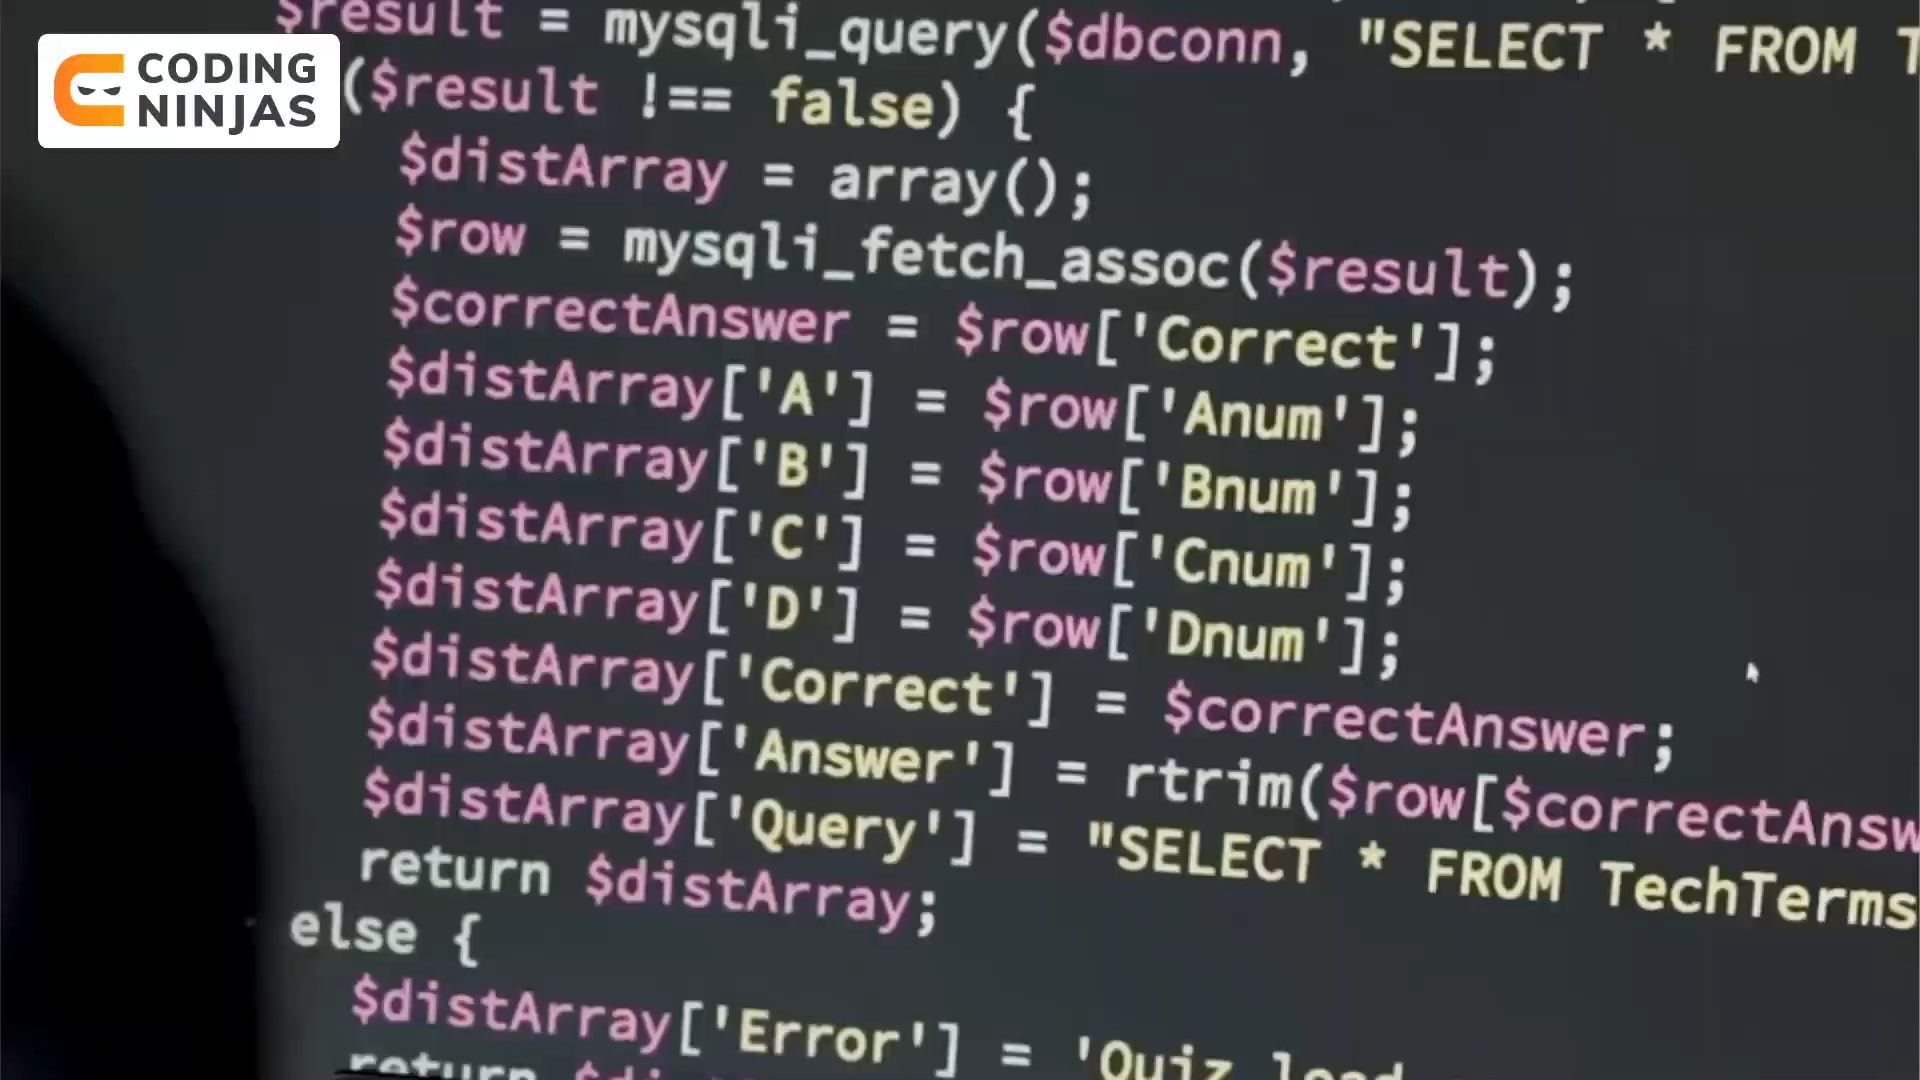 CODING
NINJAS
$result = mysqli_query($dbconn, "SELECT * FROM
($result !== false) {
$distArray = array();
$row = mysqli_fetch_assoc($result);
$correctAnswer = $row['Correct'];
$distArray['A'] = $row['Anum'];
$distArray['B'] = $row['Bnum'];
$distArray['C'] = $row['Cnum'];
$distArray['D'] = $row['Dnum'];
$distArray['Correct'] = $correctAnswer;
$distArray['Answer'] = rtrim($row[$correctAnsw
$distArray['Query'] = "SELECT * FROM TechTerms
return $distArray;
else {
$distArray['Error'] = 'Quiz load
return